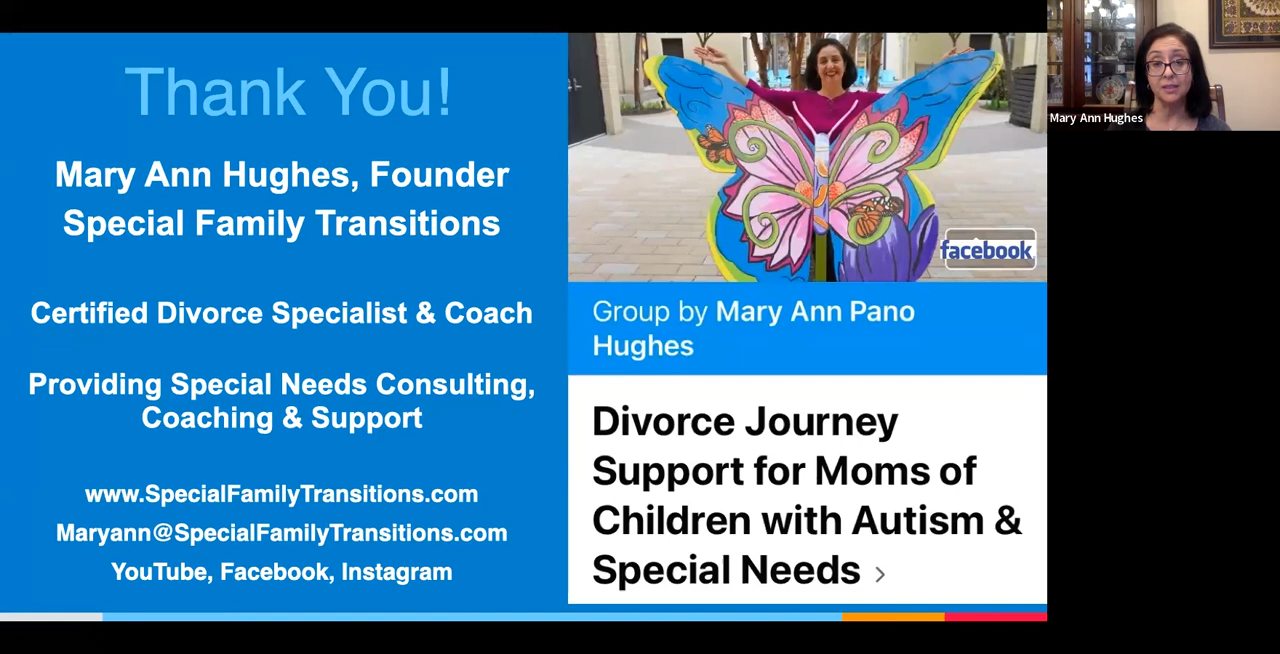 Thank You!
Mary Ann Hughes, Founder
Special Family Transitions
Certified Divorce Specialist & Coach
Providing Special Needs Consulting,
Coaching & Support
www.SpecialFamilyTransitions.com
Maryann@SpecialFamilyTransitions.com
YouTube, Facebook, Instagram
facebook
Group by Mary Ann Pano
Hughes
Divorce Journey
Support for Moms of
Children with Autism &
Special Needs >
Mary Ann Hughes